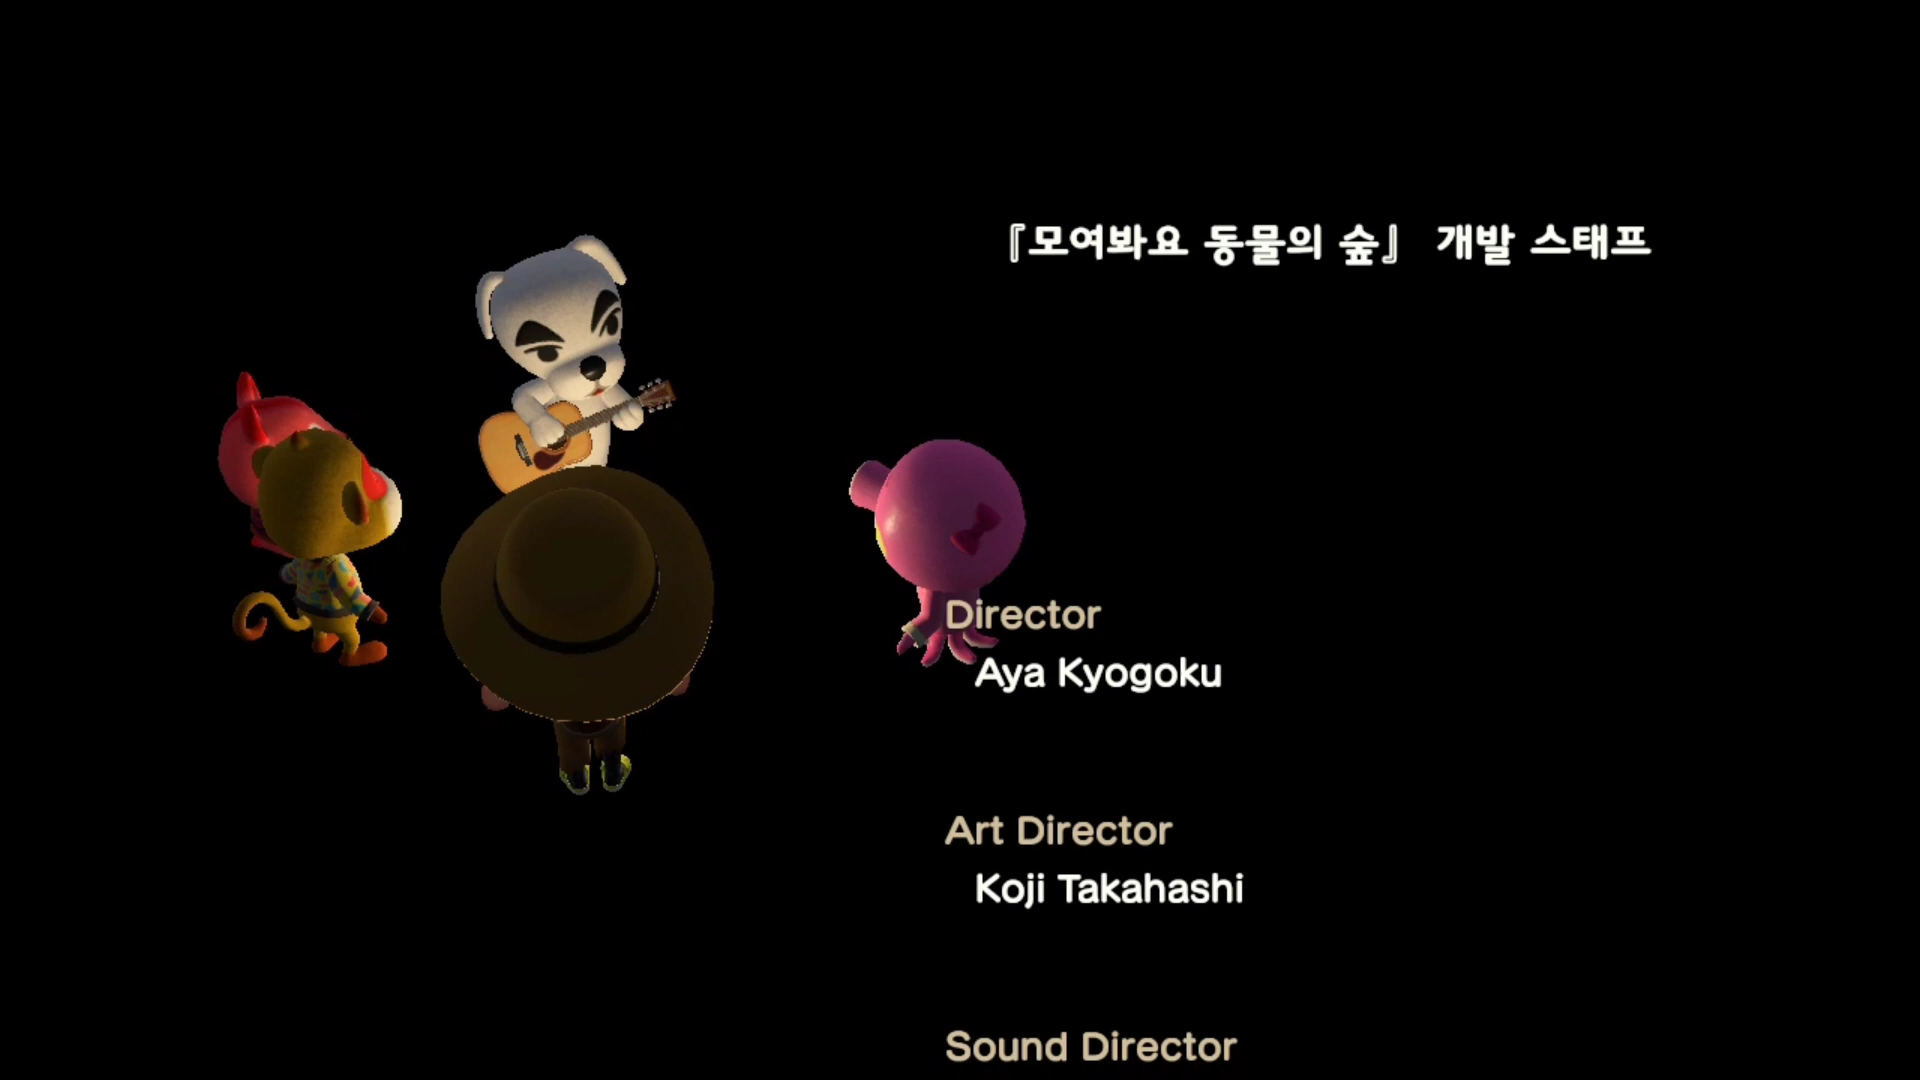 『모여봐요 동물의 숲』 개발 스태프
Director
Aya Kyogoku
Art Director
Koji Takahashi
Sound Director